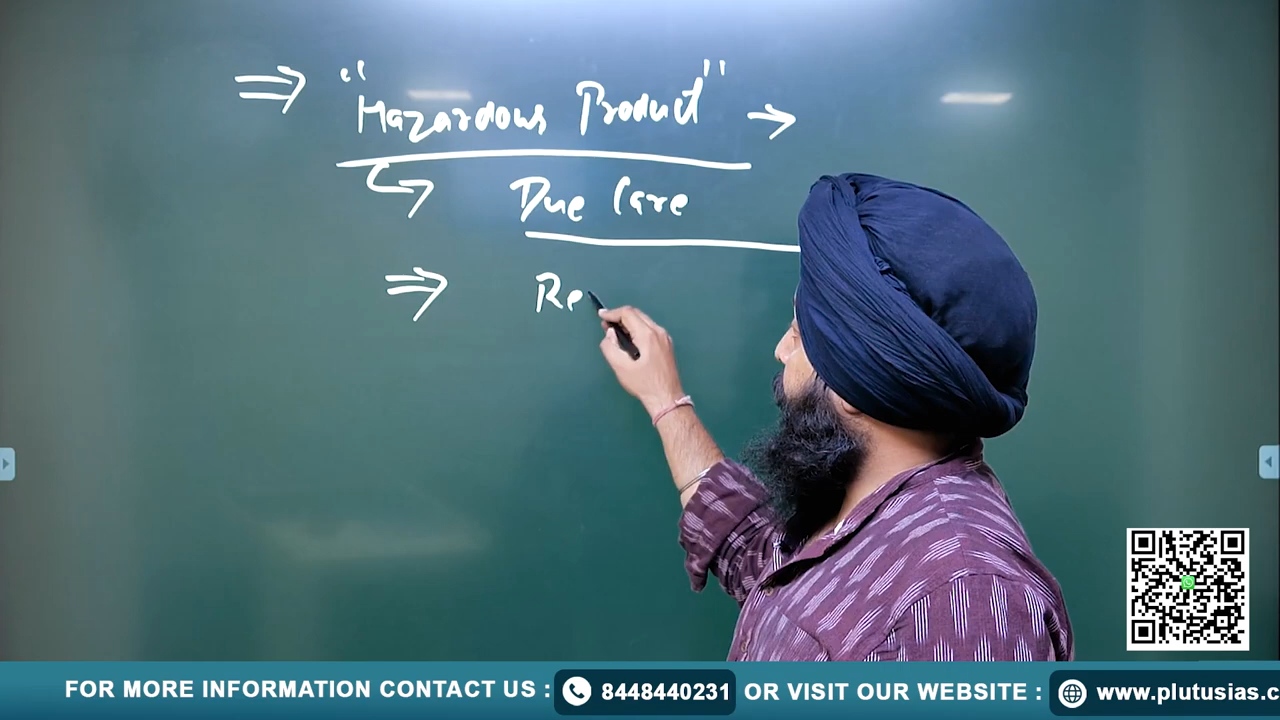 ⇒ "Hazardous Product" →
Due Care
⇒ Re
FOR MORE INFORMATION CONTACT US : 8448440231 OR VISIT OUR WEBSITE : www.plutusias.c